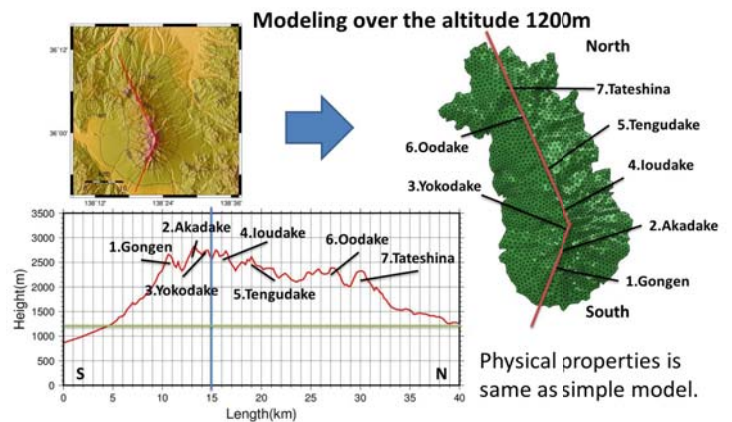 Modeling over the altitude 1200m
36˚12'
36˚00'
138˚12'
138˚24'
138˚36'
North
7.Tateshina
5.Tengudake
6.Oodake
4.Ioudake
3.Yokodake
2.Akadake
1.Gongen
South
Height(m)
3500
3000
2500
2000
1500
1000
500
0
2.Akadake
4.Ioudake
6.Oodake
1.Gongen
7.Tateshina
3.Yokodake
5.Tengudake
S
N
0
5
10
15
20
25
30
35
40
Length(km)
Physical properties is
same as simple model.